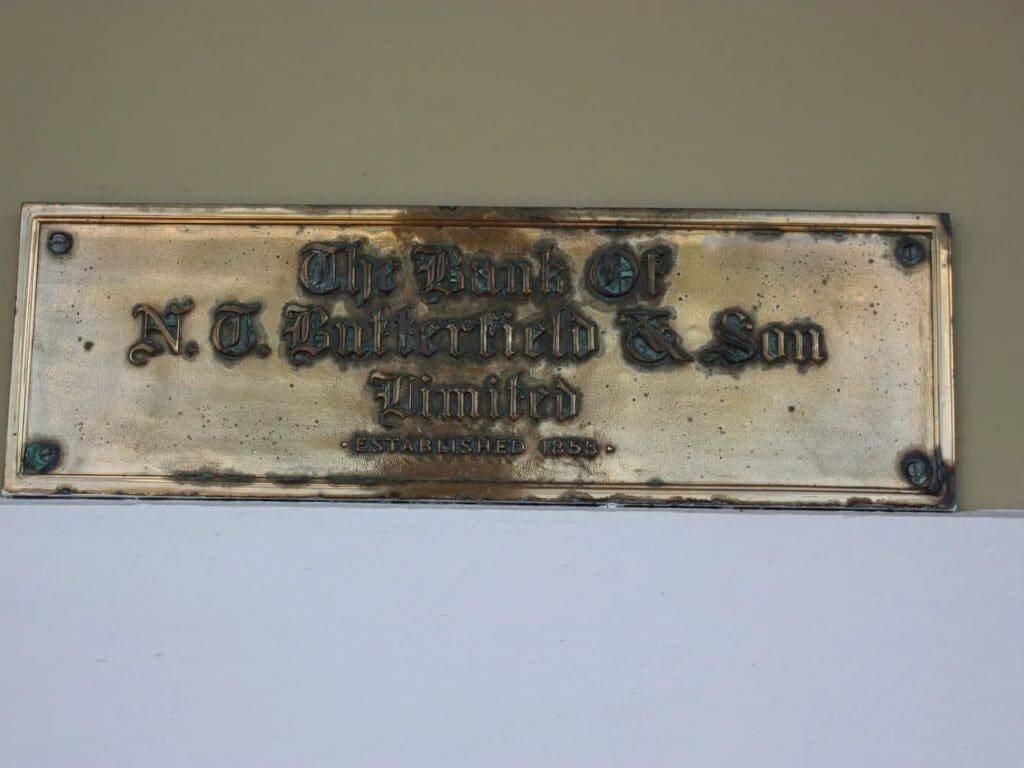 The Bank Of
N. T. Butterfield & Son
Limited
· ESTABLISHED 1858 ·